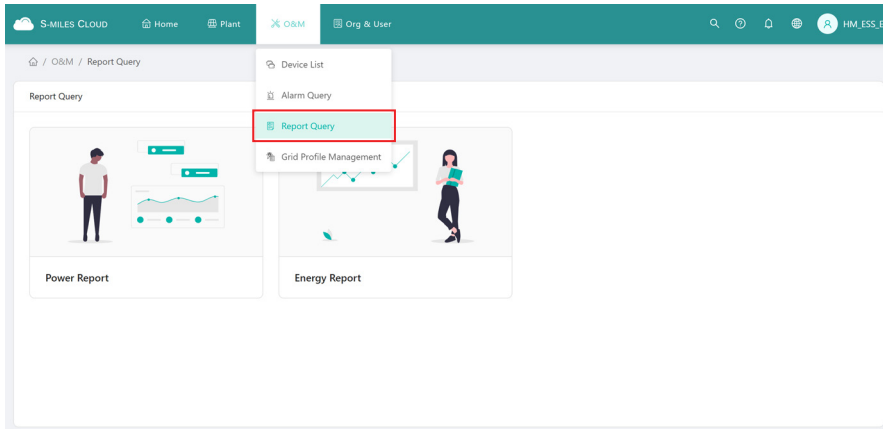 S-MILES CLOUD Home Plant O&M Org & User HM_ESS_E
/ O&M / Report Query
Device List
Report Query
Alarm Query
Report Query
Grid Profile Management
Power Report
Energy Report